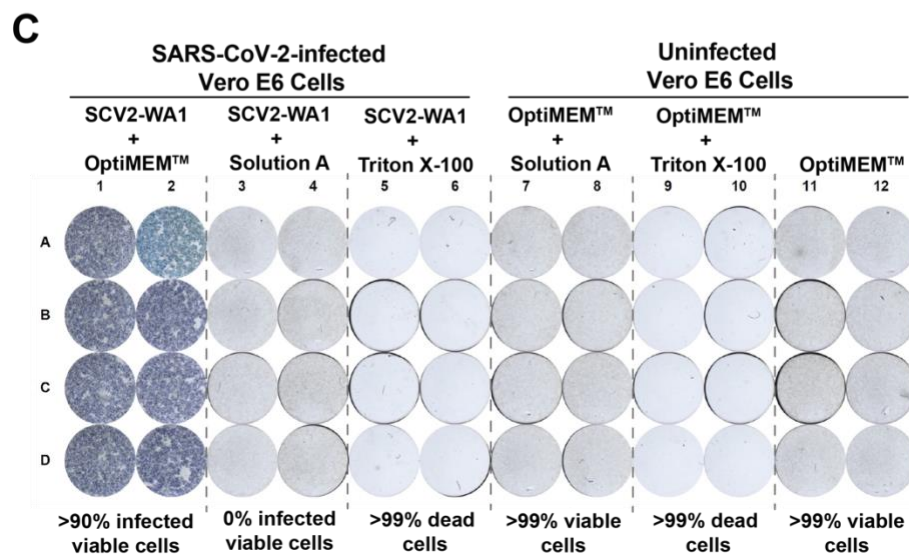 C
SARS-CoV-2-infected
Vero E6 Cells
Uninfected
Vero E6 Cells
SCV2-WA1
+
OptiMEM™
SCV2-WA1
+
Solution A
SCV2-WA1
+
Triton X-100
OptiMEM™
+
Solution A
OptiMEM™
+
Triton X-100
OptiMEM™
1 2 3 4 5 6 7 8 9 10 11 12
A
B
C
D
>90% infected
viable cells
0% infected
viable cells
>99% dead
cells
>99% viable
cells
>99% dead
cells
>99% viable
cells